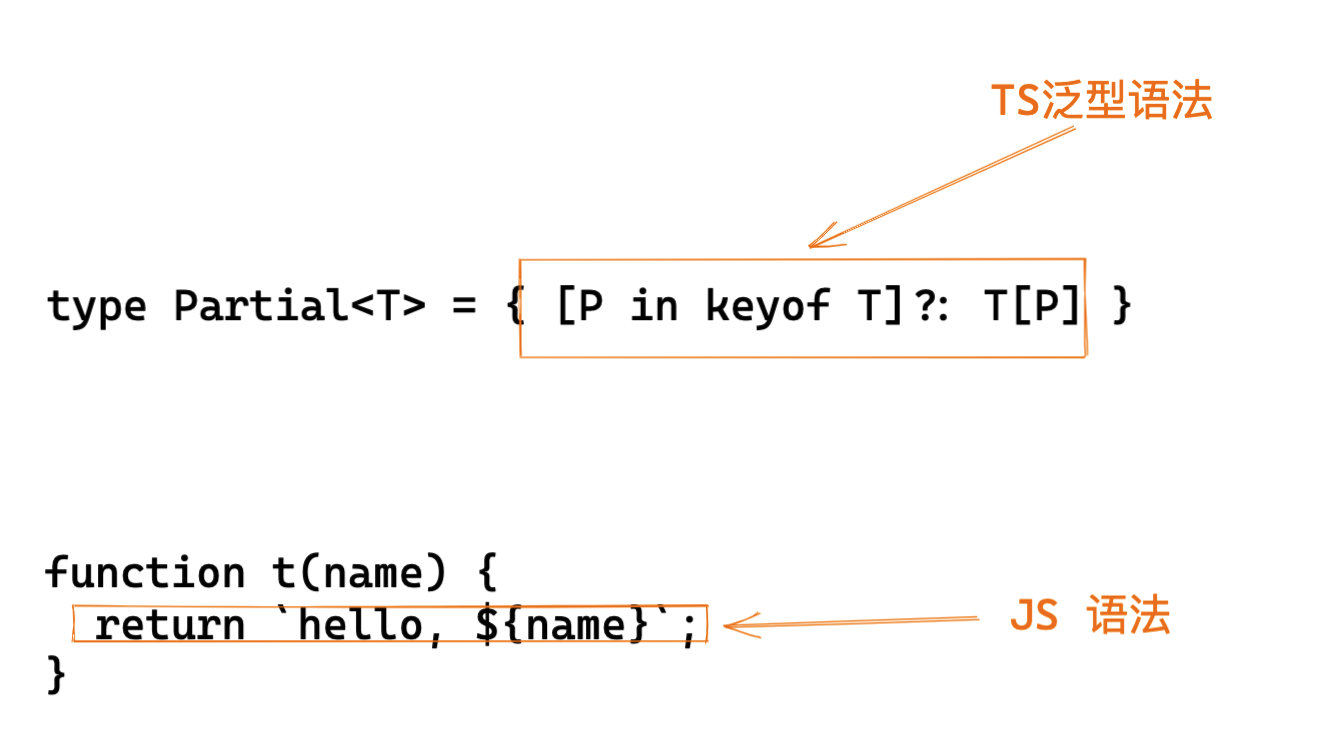 TS泛型语法
type Partial<T> = { [P in keyof T]?: T[P] }
function t(name) {
  return `hello, ${name}`;
}
JS 语法